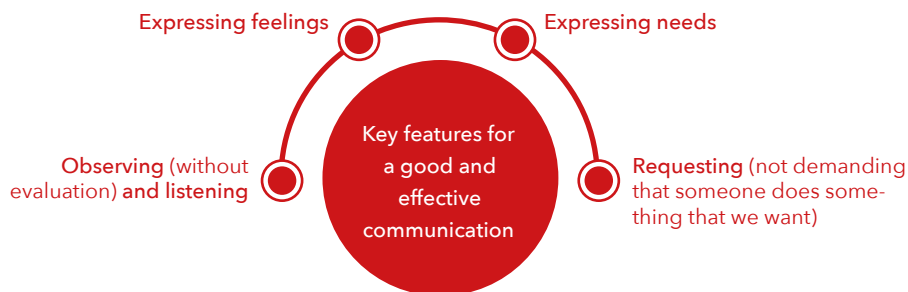 Expressing feelings
Expressing needs
Key features for
a good and
effective
communication
Observing (without
evaluation) and listening
Requesting (not demanding
that someone does some-
thing that we want)